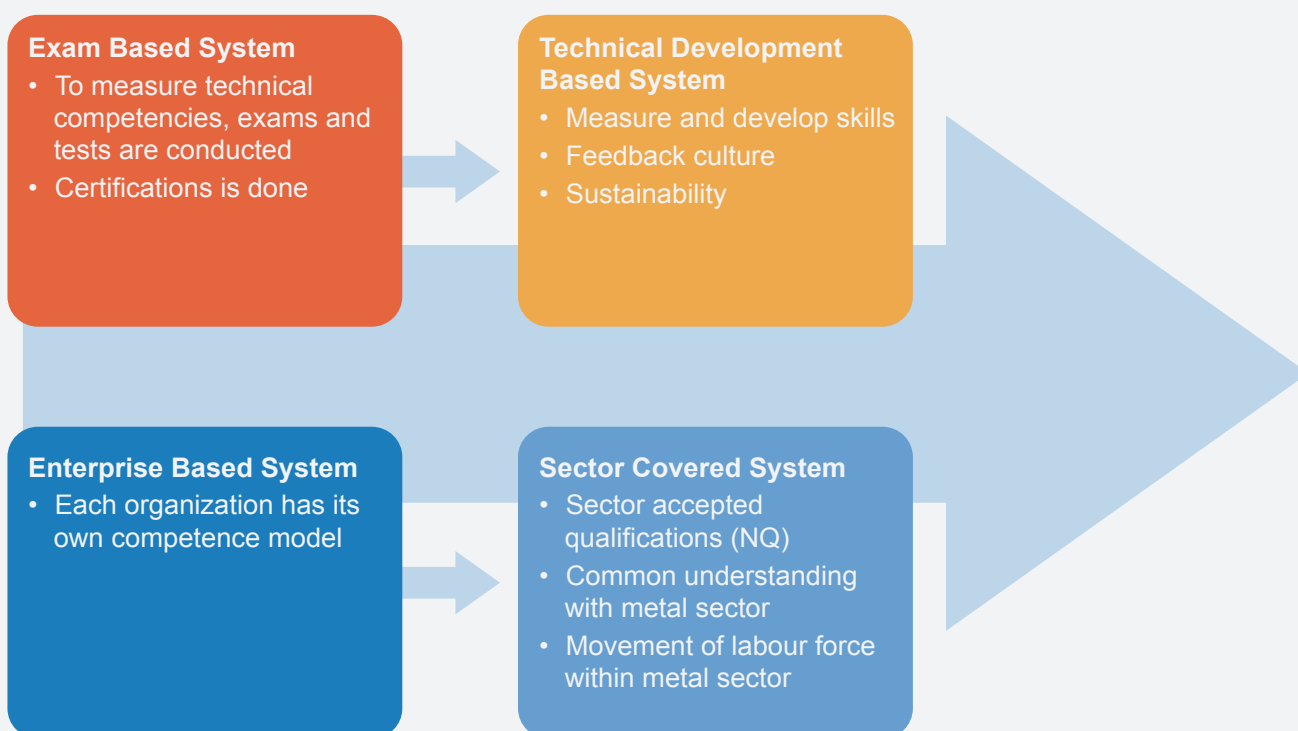 Exam Based System
• To measure technical
competencies, exams and
tests are conducted
• Certifications is done
Technical Development
Based System
• Measure and develop skills
• Feedback culture
• Sustainability
Enterprise Based System
• Each organization has its
own competence model
Sector Covered System
• Sector accepted
qualifications (NQ)
• Common understanding
with metal sector
• Movement of labour force
within metal sector